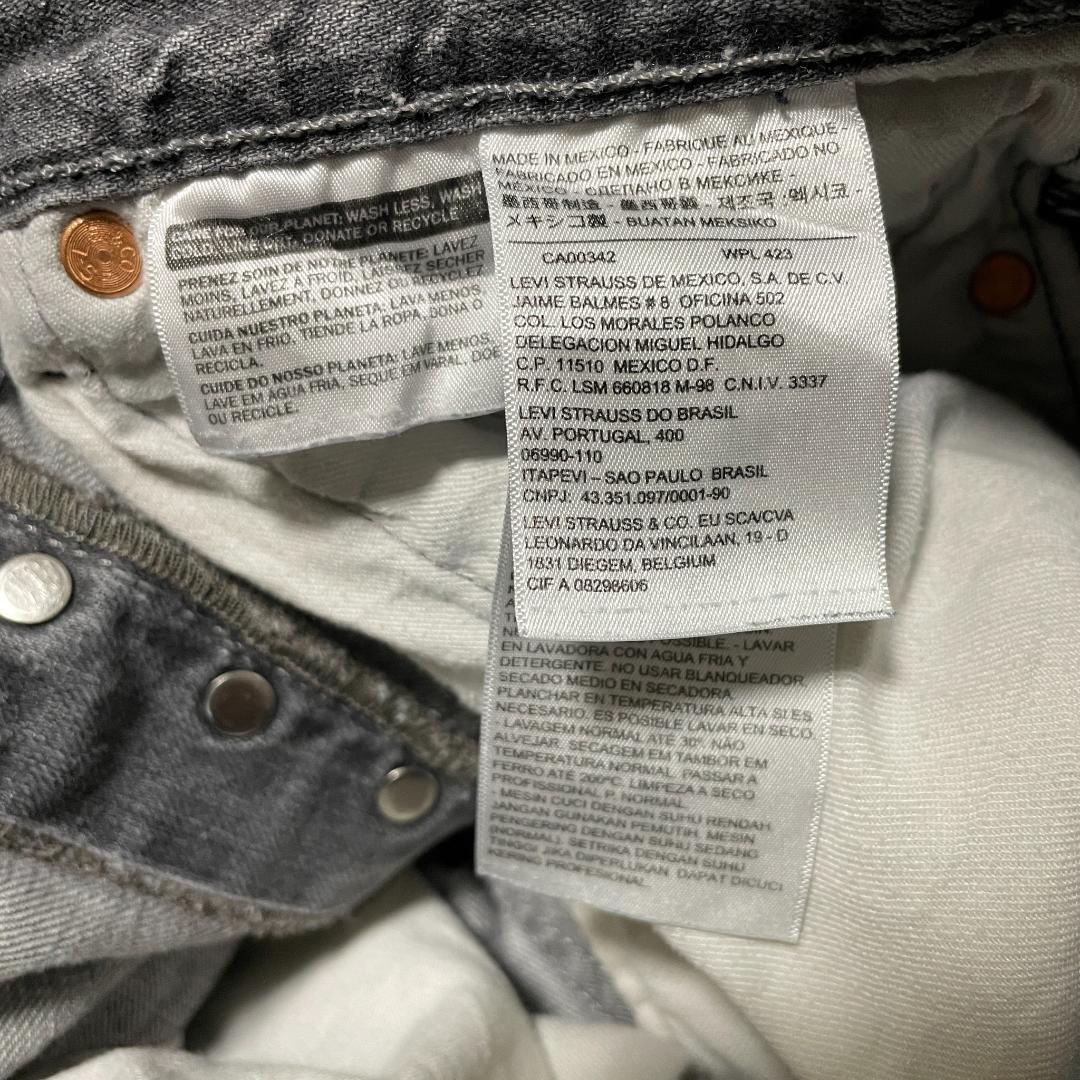 OUR PLANET: WASH LESS, WASH
DONATE OR RECYCLE
PRENEZ SOIN DE NOTRE PLANETE: LAVEZ
MOINS, LAVEZ A FROID, LAISSEZ SECHER
NATURELLEMENT, DONNEZ OU RECYCLEZ
CUIDA NUESTRO PLANETA: LAVA MENOS,
LAVA EN FRIO, TIENDE LA ROPA, DONA O
RECICLA.
CUIDE DO NOSSO PLANETA: LAVE MENOS,
LAVE EM AGUA FRIA, SEQUE EM VARAL, DOE
OU RECICLE.
MADE IN MEXICO - FABRIQUE AU MEXIQUE -
FABRICADO EN MEXICO - FABRICADO NO
MEXICO - СДЕЛАНО В МЕКСИКЕ -
墨西哥制造 - 墨西哥製 - 제조국 - 멕시코 -
メキシコ製 - BUATAN MEKSIKO
CA00342 WPL 423
LEVI STRAUSS DE MEXICO, S.A. DE C.V.
JAIME BALMES # 8 OFICINA 502
COL. LOS MORALES POLANCO
DELEGACION MIGUEL HIDALGO
C.P. 11510 MEXICO D.F.
R.F.C. LSM 660818 M-98 C.N.I.V. 3337
LEVI STRAUSS DO BRASIL
AV. PORTUGAL, 400
06990-110
ITAPEVI – SAO PAULO BRASIL
CNPJ: 43.351.097/0001-90
LEVI STRAUSS & CO. EU SCA/CVA
LEONARDO DA VINCILAAN, 19 - D
1831 DIEGEM, BELGIUM
CIF A 08298606
POSSIBLE. - LAVAR
EN LAVADORA CON AGUA FRIA Y
DETERGENTE. NO USAR BLANQUEADOR
SECADO MEDIO EN SECADORA.
PLANCHAR EN TEMPERATURA ALTA SI ES
NECESARIO. ES POSIBLE LAVAR EN SECO.
- LAVAGEM NORMAL ATÉ 30°. NÃO
ALVEJAR. SECAGEM EM TAMBOR EM
TEMPERATURA NORMAL. PASSAR A
FERRO ATÉ 200ºC. LIMPEZA A SECO
PROFISSIONAL P. NORMAL.
- MESIN CUCI DENGAN SUHU RENDAH.
JANGAN GUNAKAN PEMUTIH. MESIN
PENGERING DENGAN SUHU SEDANG
(NORMAL). SETRIKA DENGAN SUHU
TINGGI JIKA DIPERLUKAN. DAPAT DICUCI
KERING PROFESIONAL.